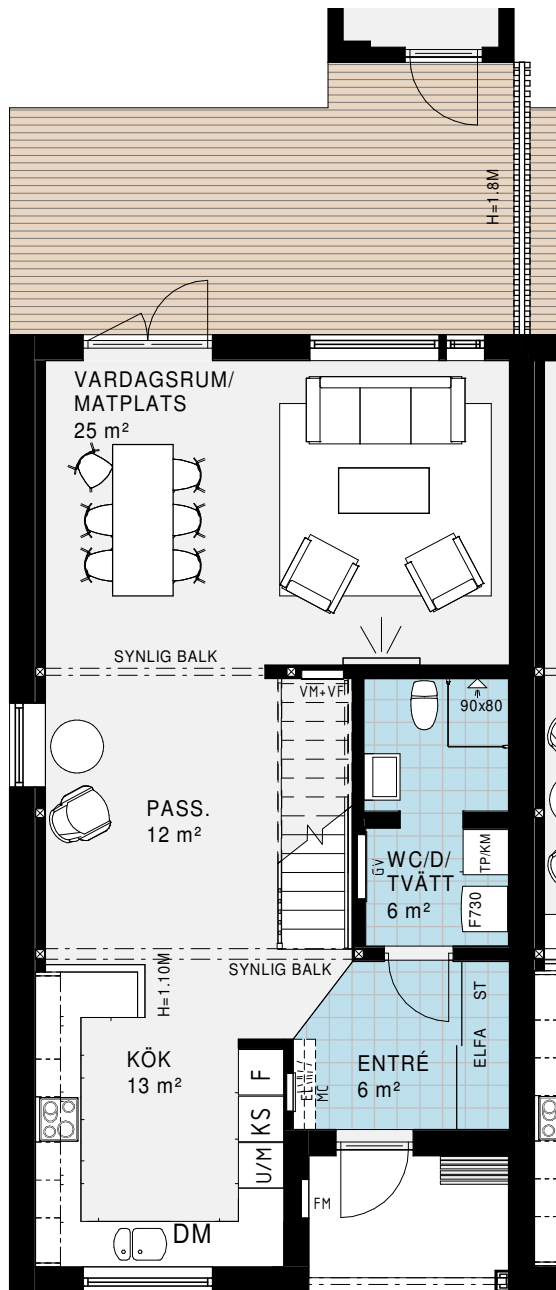 H=1.8M
VARDAGSRUM/
MATPLATS
25 m²
SYNLIG BALK
VM+VF
90x80
PASS.
12 m²
GV
WC/D/
TVÄTT
6 m²
TP/KM
F730
SYNLIG BALK
H=1.10M
ST
ELFA
KÖK
13 m²
F
KS
U/M
ENTRÉ
6 m²
MC
FM
DM